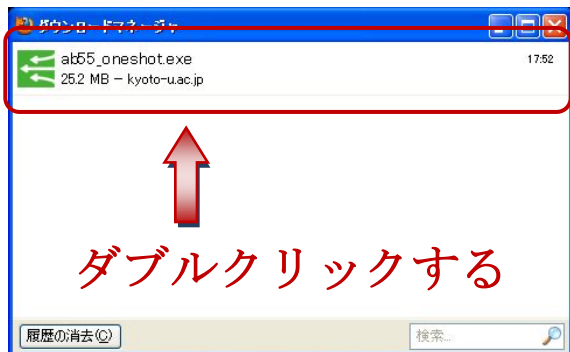 ダウンロードマネージャ
ab55_oneshot.exe
17:52
25.2 MB — kyoto-u.ac.jp
ダブルクリックする
履歴の消去(C)
検索...